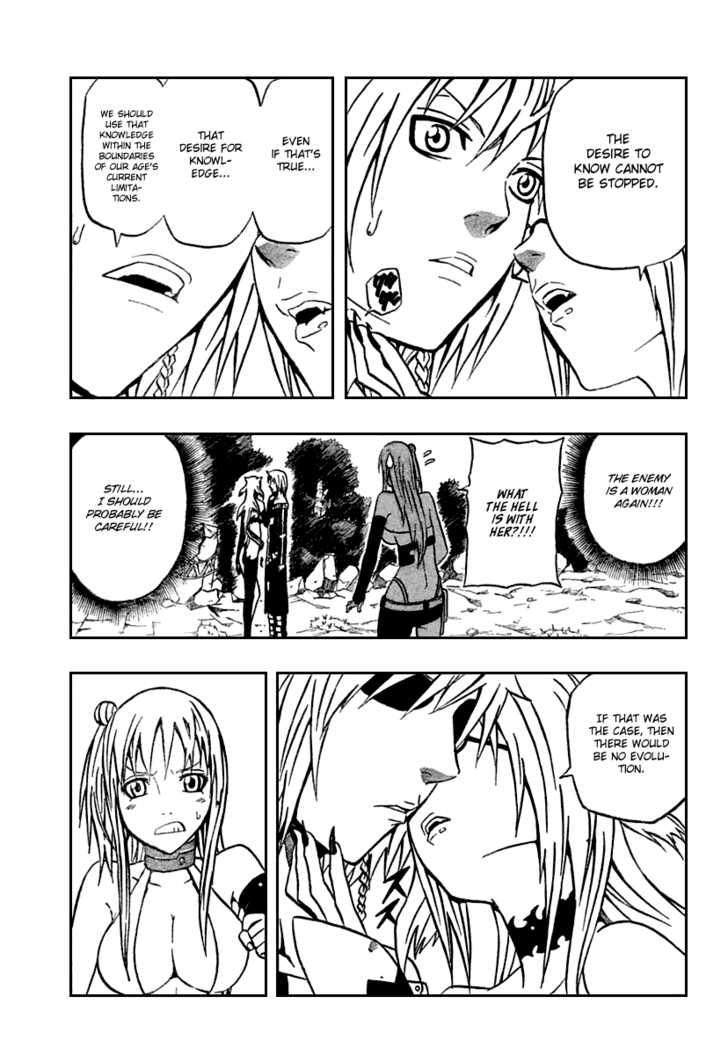 THE
DESIRE TO
KNOW CANNOT
BE STOPPED.
EVEN
IF THAT'S
TRUE...
THAT
DESIRE FOR
KNOWL-
EDGE...
WE SHOULD
USE THAT
KNOWLEDGE
WITHIN THE
BOUNDARIES
OF OUR AGE'S
CURRENT
LIMITA-
TIONS.
THE ENEMY
IS A WOMAN
AGAIN!!!
WHAT
THE HELL
IS WITH
HER?!!!
STILL...
I SHOULD
PROBABLY BE
CAREFUL!!
IF THAT WAS
THE CASE, THEN
THERE WOULD
BE NO EVOLU-
TION.